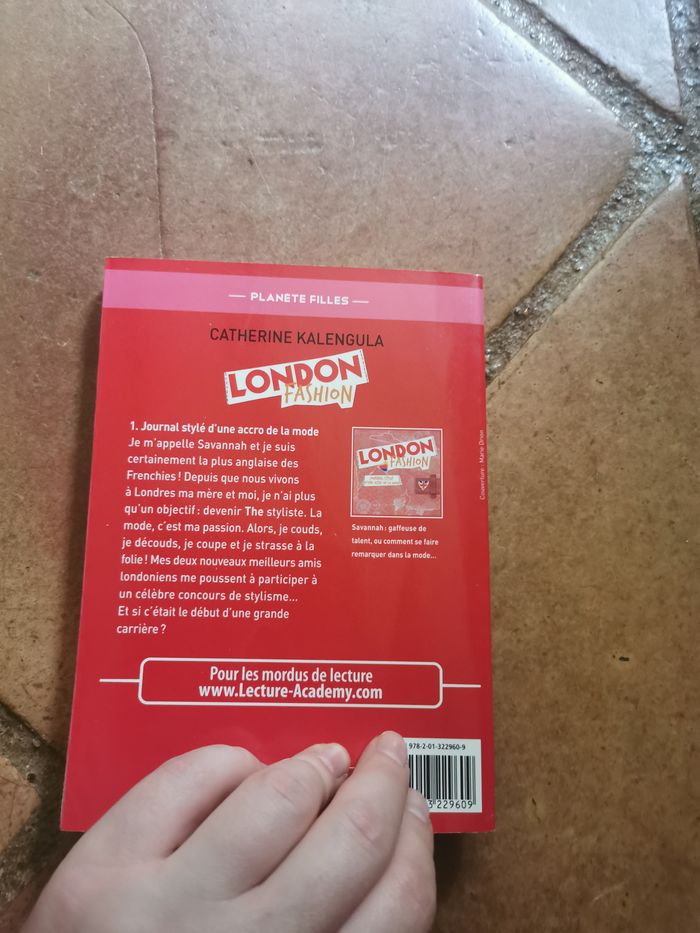 PLANÈTE FILLES
CATHERINE KALENGULA
LONDON
FASHION
1. Journal stylé d'une accro de la mode
Je m'appelle Savannah et je suis
certainement la plus anglaise des
Frenchies ! Depuis que nous vivons
à Londres ma mère et moi, je n'ai plus
qu'un objectif : devenir The styliste. La
mode, c'est ma passion. Alors, je couds,
je découds, je coupe et je strasse à la
folie ! Mes deux nouveaux meilleurs amis
londoniens me poussent à participer à
un célèbre concours de stylisme...
Et si c'était le début d'une grande
carrière ?
LONDON
FASHION
Savannah : gaffeuse de
talent, ou comment se faire
remarquer dans la mode...
Couverture : Marie Drion
Pour les mordus de lecture
www.Lecture-Academy.com
978-2-01-322960-9
3 229609